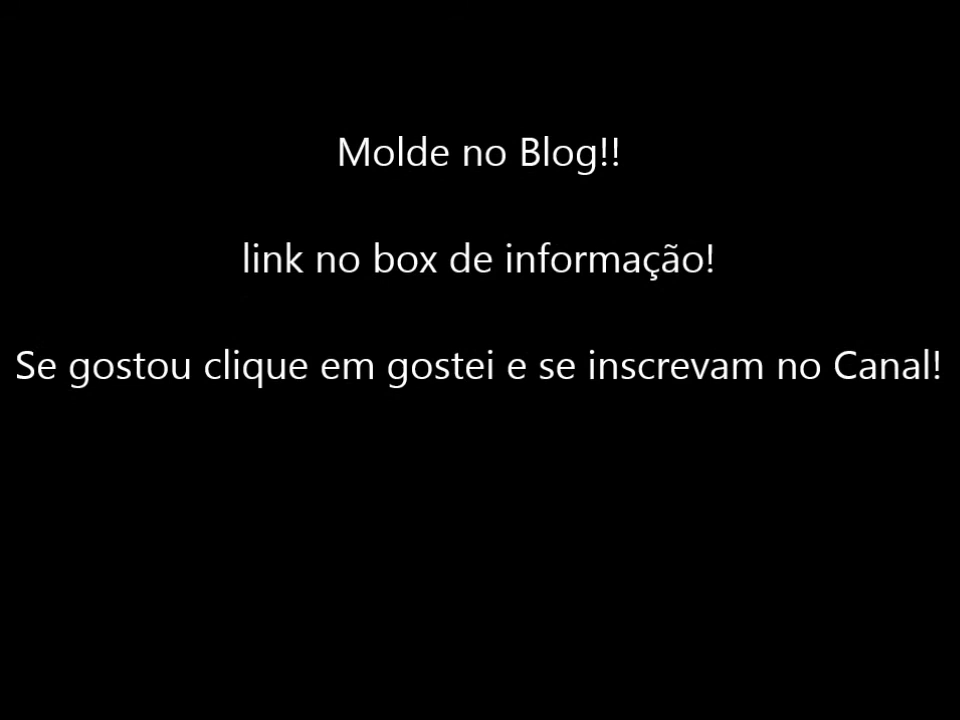 Molde no Blog!!
link no box de informação!
Se gostou clique em gostei e se inscrevam no Canal!